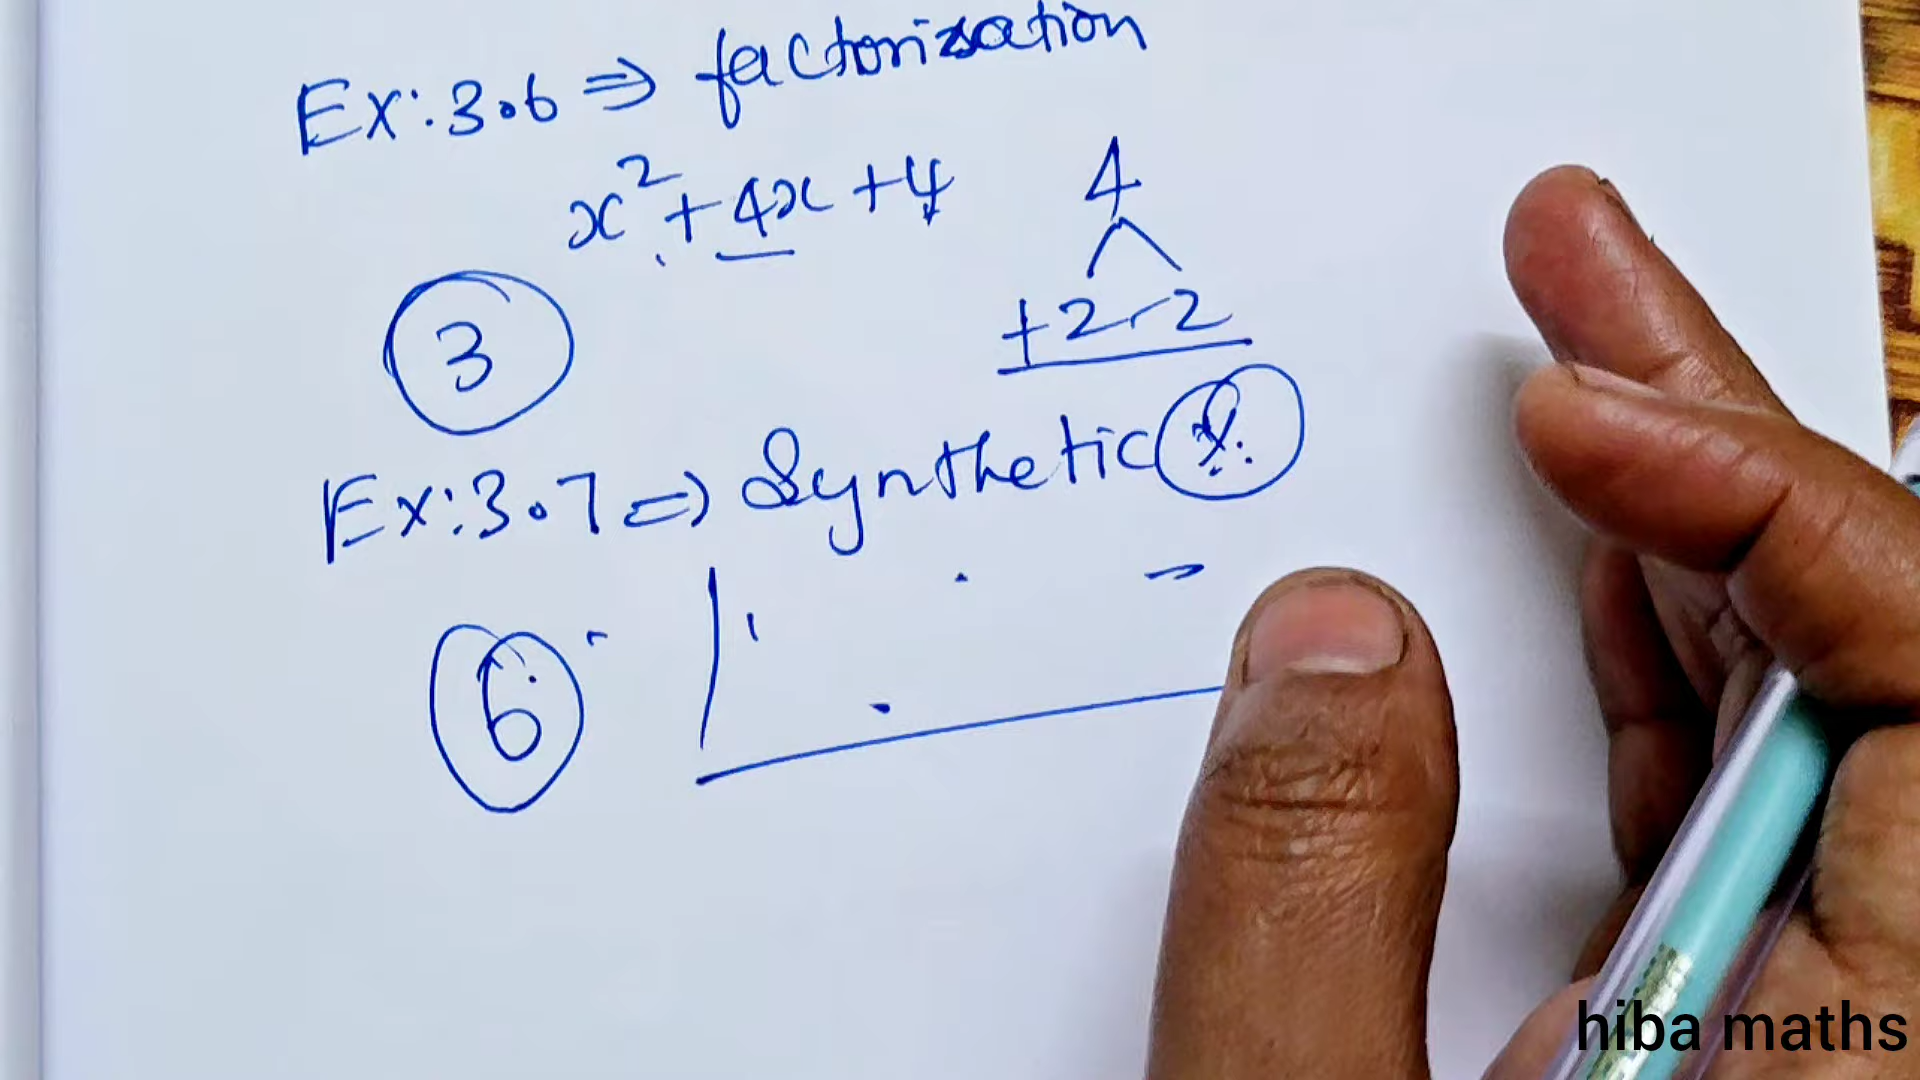 Ex:3.6 ⇒ factorization
x²+4x+4
4
+2 2
3
Ex:3.7 ⇒ Synthetic
6
hiba maths